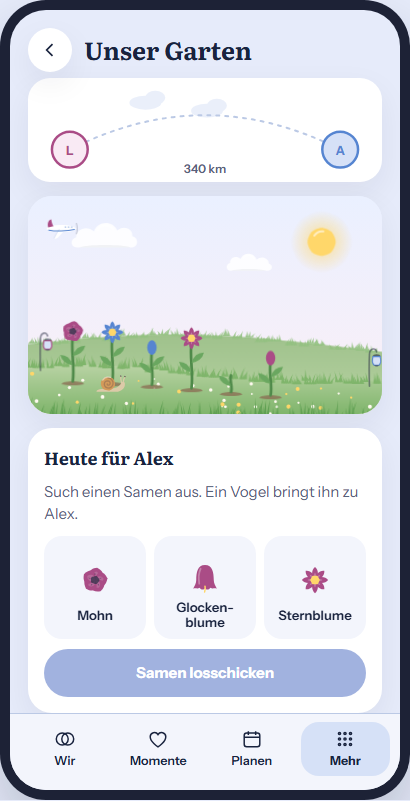 Unser Garten
L
A
340 km
Heute für Alex
Such einen Samen aus. Ein Vogel bringt ihn zu
Alex.
Mohn
Glocken-
blume
Sternblume
Samen losschicken
Wir
Momente
Planen
Mehr